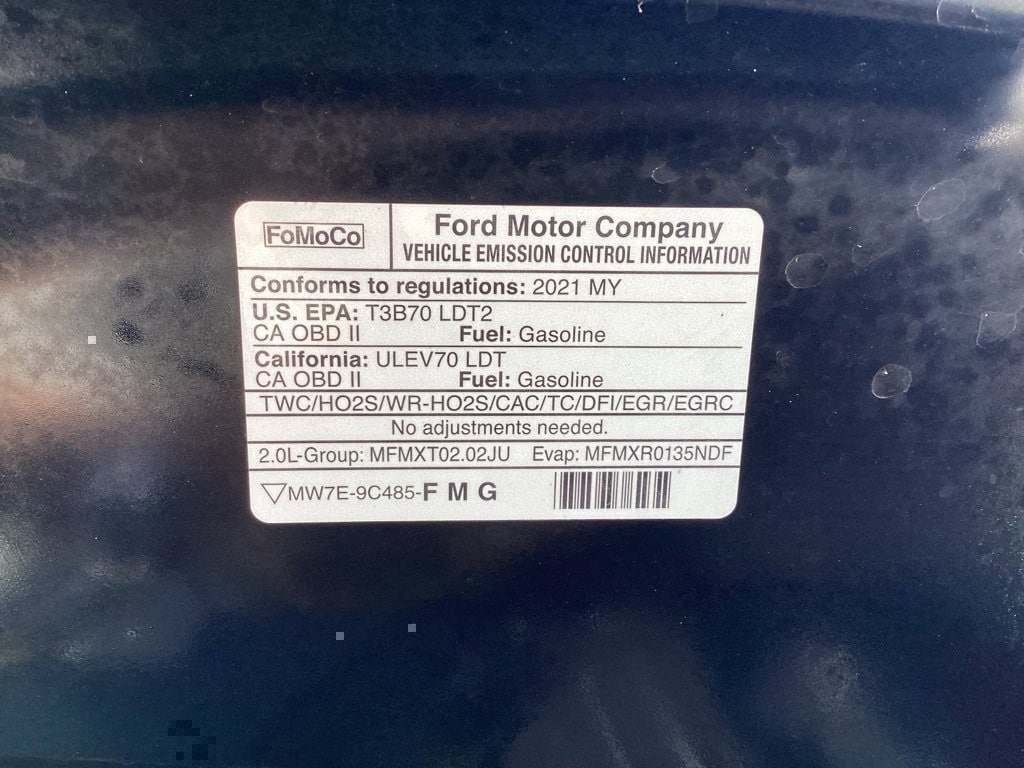 FoMoCo
Ford Motor Company
VEHICLE EMISSION CONTROL INFORMATION
Conforms to regulations: 2021 MY
U.S. EPA: T3B70 LDT2
CA OBD II Fuel: Gasoline
California: ULEV70 LDT
CA OBD II Fuel: Gasoline
TWC/HO2S/WR-HO2S/CAC/TC/DFI/EGR/EGRC
No adjustments needed.
2.0L-Group: MFMXT02.02JU Evap: MFMXR0135NDF
MW7E-9C485-F M G